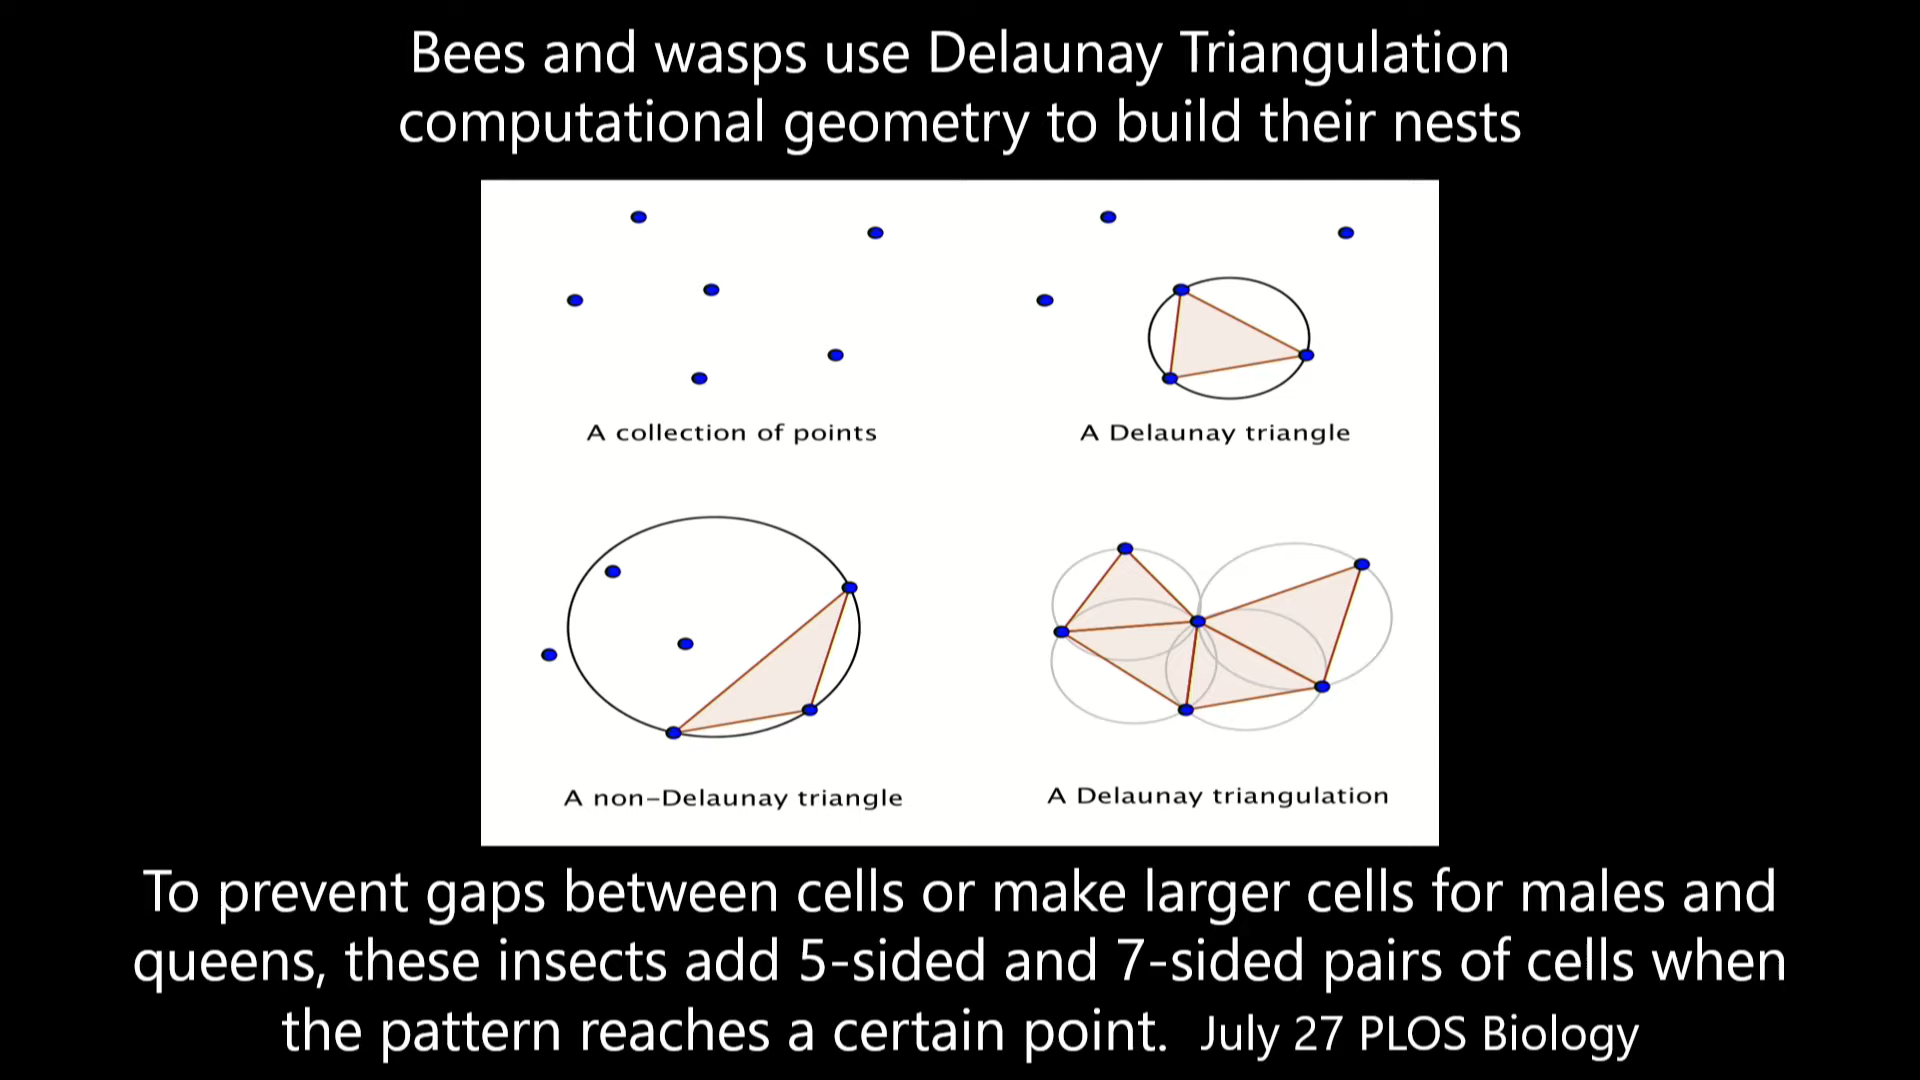 Bees and wasps use Delaunay Triangulation
computational geometry to build their nests
A collection of points
A Delaunay triangle
A non–Delaunay triangle
A Delaunay triangulation
To prevent gaps between cells or make larger cells for males and
queens, these insects add 5-sided and 7-sided pairs of cells when
the pattern reaches a certain point. July 27 PLOS Biology